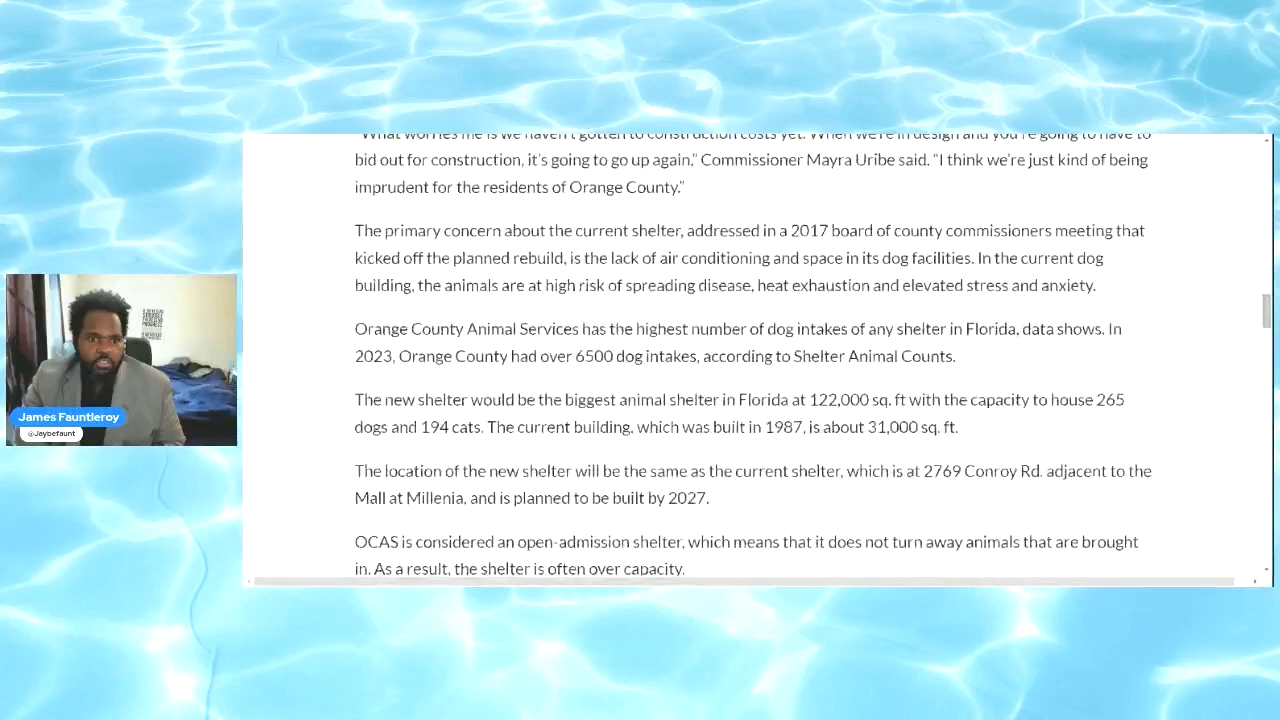 "What worries me is we haven't gotten to construction costs yet. When we're in design and you're going to have to
bid out for construction, it's going to go up again," Commissioner Mayra Uribe said. "I think we're just kind of being
imprudent for the residents of Orange County."
The primary concern about the current shelter, addressed in a 2017 board of county commissioners meeting that
kicked off the planned rebuild, is the lack of air conditioning and space in its dog facilities. In the current dog
building, the animals are at high risk of spreading disease, heat exhaustion and elevated stress and anxiety.
Orange County Animal Services has the highest number of dog intakes of any shelter in Florida, data shows. In
2023, Orange County had over 6500 dog intakes, according to Shelter Animal Counts.
The new shelter would be the biggest animal shelter in Florida at 122,000 sq. ft with the capacity to house 265
dogs and 194 cats. The current building, which was built in 1987, is about 31,000 sq. ft.
The location of the new shelter will be the same as the current shelter, which is at 2769 Conroy Rd. adjacent to the
Mall at Millenia, and is planned to be built by 2027.
OCAS is considered an open-admission shelter, which means that it does not turn away animals that are brought
in. As a result, the shelter is often over capacity.
James Fauntleroy
@Jaybefaunt